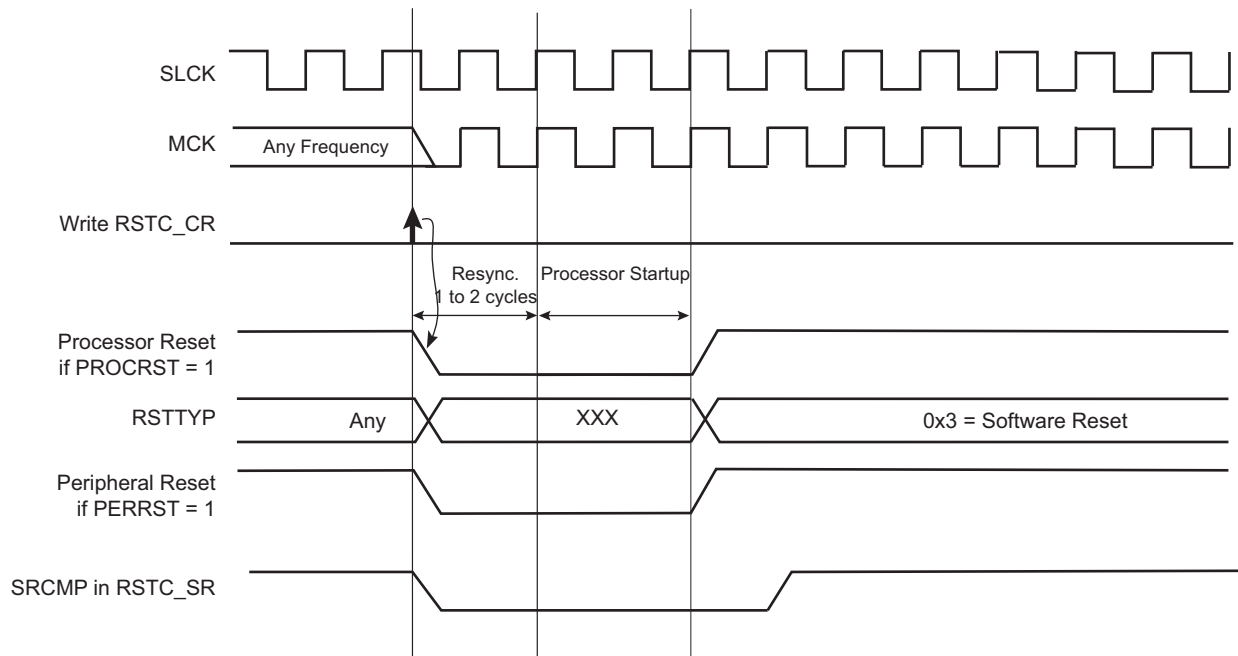 SLCK
MCK
Any Frequency
Write RSTC_CR
Resync.
1 to 2 cycles
Processor Startup
Processor Reset
if PROCRST = 1
RSTTYP
Any
XXX
0x3 = Software Reset
Peripheral Reset
if PERRST = 1
SRCMP in RSTC_SR